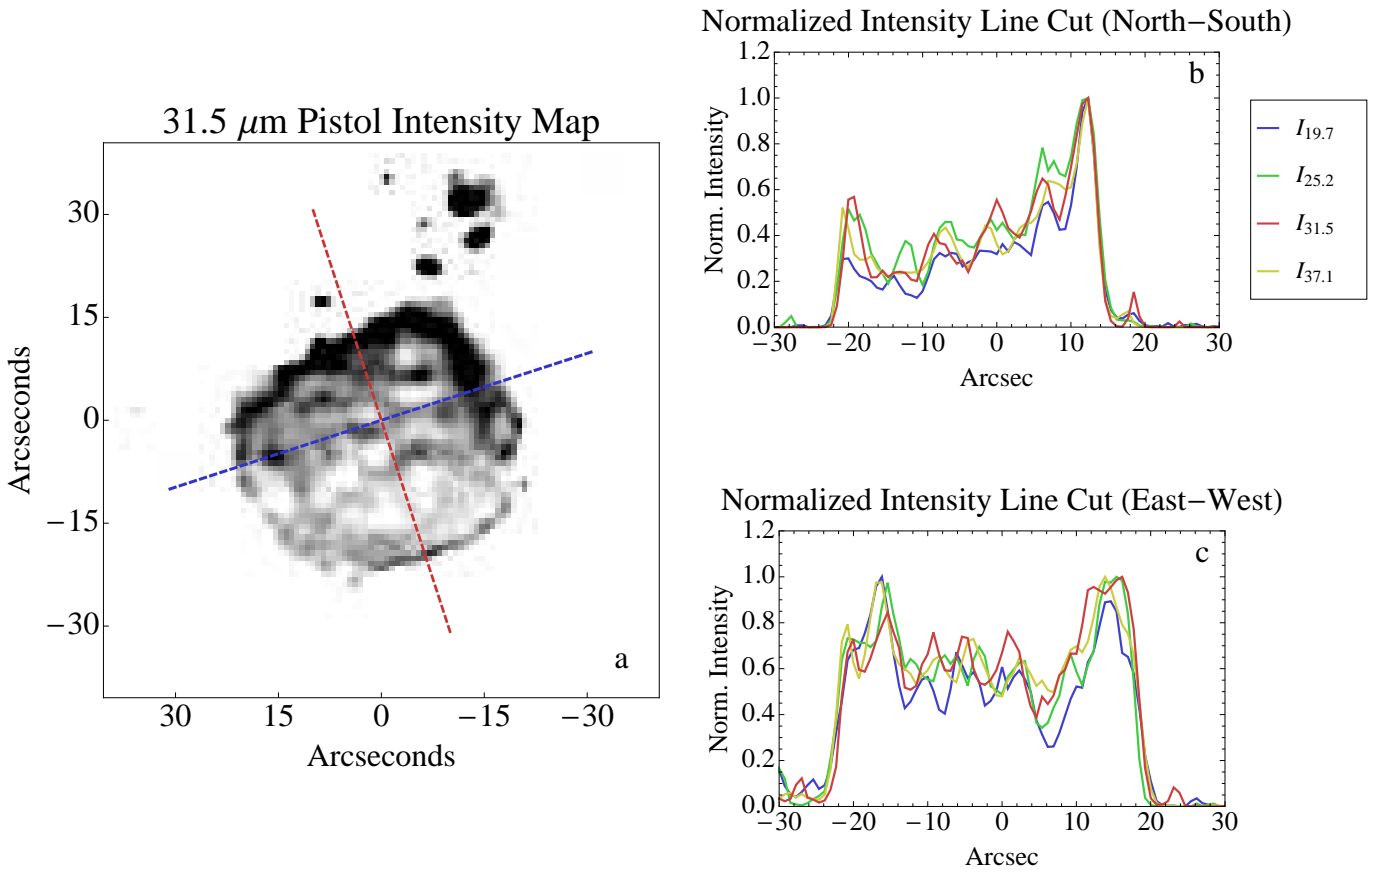 31.5 μm Pistol Intensity Map
30
15
0
−15
−30
Arcseconds
30
15
0
−15
−30
Arcseconds
a
Normalized Intensity Line Cut (North−South)
b
1.2
1.0
0.8
0.6
0.4
0.2
0.0
Norm. Intensity
−30
−20
−10
0
10
20
30
Arcsec
I19.7
I25.2
I31.5
I37.1
Normalized Intensity Line Cut (East−West)
c
1.2
1.0
0.8
0.6
0.4
0.2
0.0
Norm. Intensity
−30
−20
−10
0
10
20
30
Arcsec